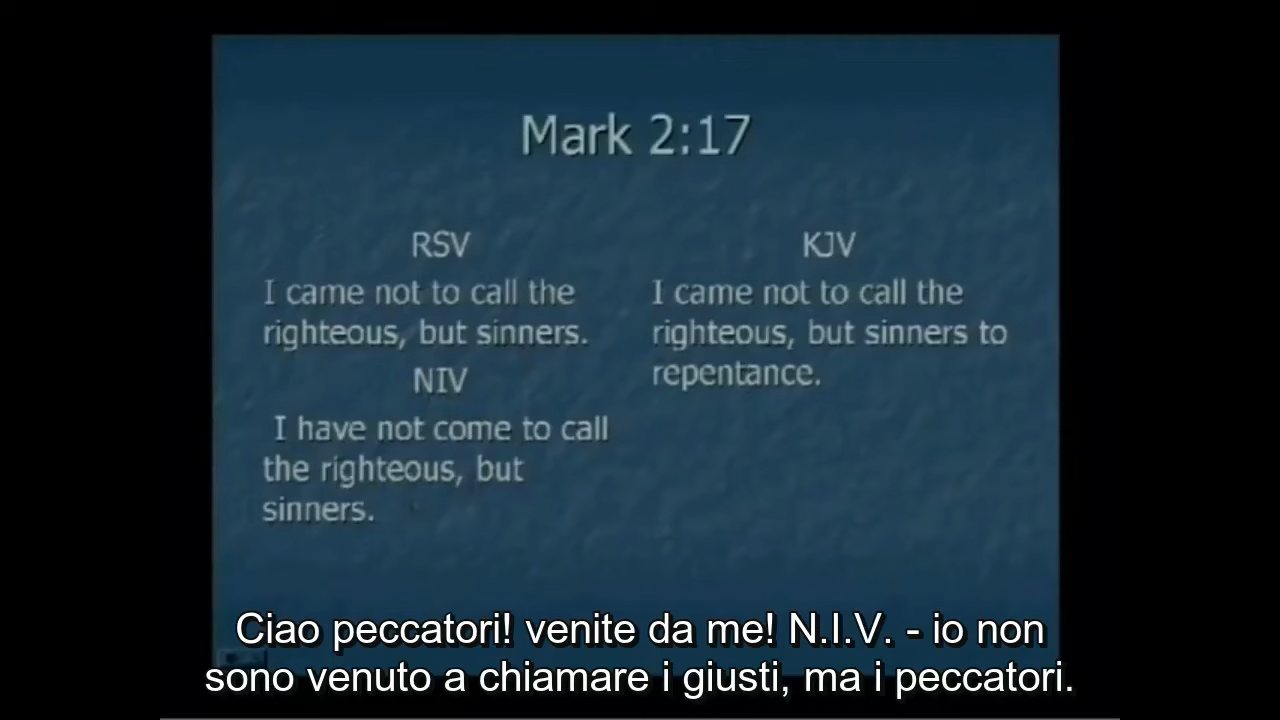 Mark 2:17
RSV
I came not to call the
righteous, but sinners.
NIV
I have not come to call
the righteous, but
sinners.
KJV
I came not to call the
righteous, but sinners to
repentance.
Ciao peccatori! venite da me! N.I.V. - io non
sono venuto a chiamare i giusti, ma i peccatori.